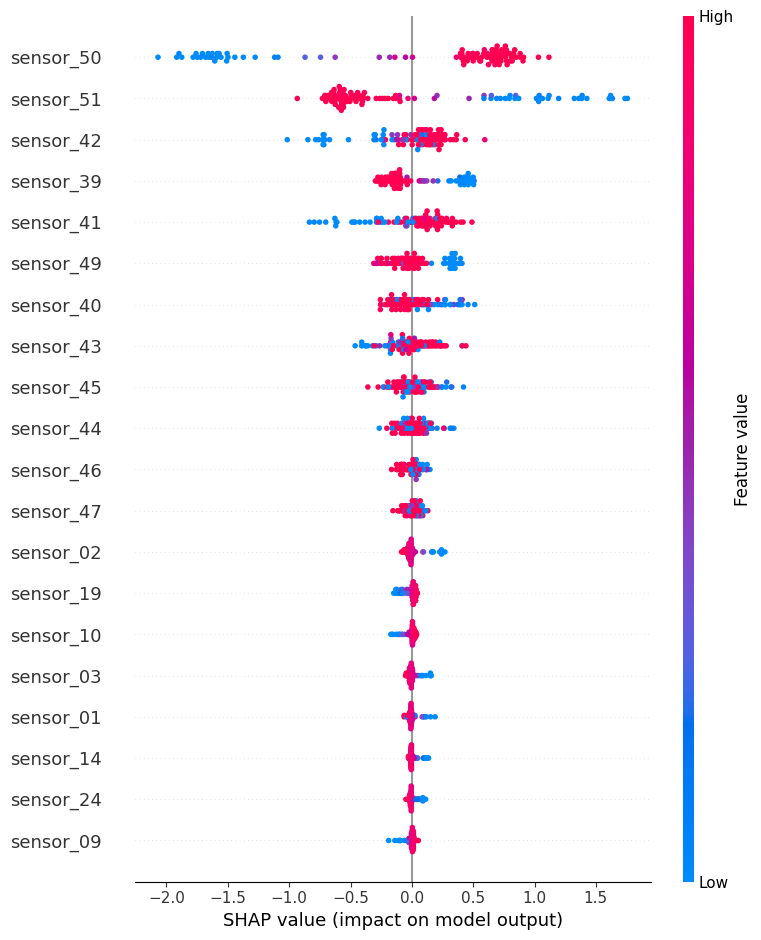 High
sensor_50
sensor_51
sensor_42
sensor_39
sensor_41
sensor_49
sensor_40
sensor_43
sensor_45
sensor_44
sensor_46
sensor_47
sensor_02
sensor_19
sensor_10
sensor_03
sensor_01
sensor_14
sensor_24
sensor_09
Feature value
Low
−2.0 −1.5 −1.0 −0.5 0.0 0.5 1.0 1.5
SHAP value (impact on model output)